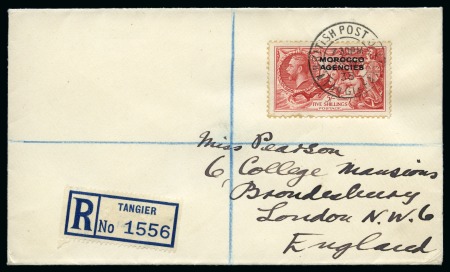 BRITISH POST
MOROCCO
AGENCIES
FIVE SHILLINGS
Miss Pearson
6, College Mansions
Brondesbury
London N.W.6
England
R
TANGIER
No 1556